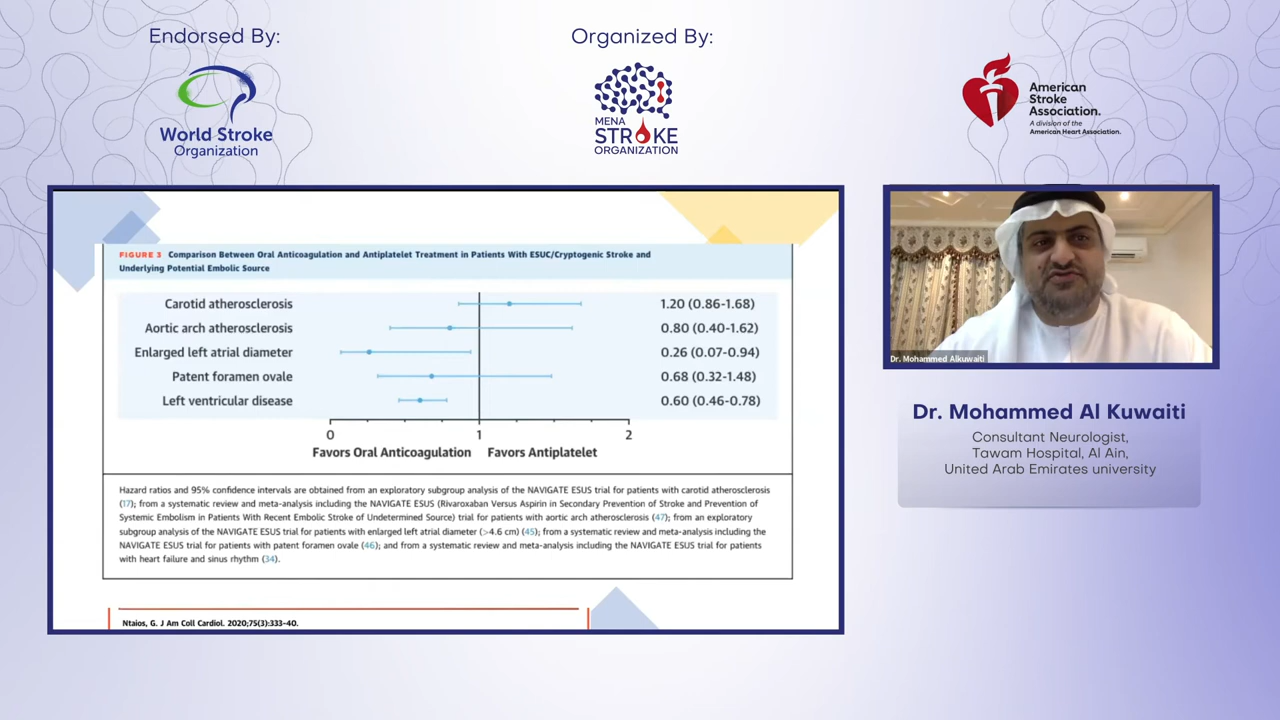 Endorsed By:
World Stroke
Organization
Organized By:
MENA
STROKE
ORGANIZATION
American
Stroke
Association.
A division of the
American Heart Association.
FIGURE 3 Comparison Between Oral Anticoagulation and Antiplatelet Treatment in Patients With ESUC/Cryptogenic Stroke and
Underlying Potential Embolic Source
Carotid atherosclerosis 1.20 (0.86-1.68)
Aortic arch atherosclerosis 0.80 (0.40-1.62)
Enlarged left atrial diameter 0.26 (0.07-0.94)
Patent foramen ovale 0.68 (0.32-1.48)
Left ventricular disease 0.60 (0.46-0.78)
0 1 2
Favors Oral Anticoagulation Favors Antiplatelet
Hazard ratios and 95% confidence intervals are obtained from an exploratory subgroup analysis of the NAVIGATE ESUS trial for patients with carotid atherosclerosis
(17); from a systematic review and meta-analysis including the NAVIGATE ESUS (Rivaroxaban Versus Aspirin in Secondary Prevention of Stroke and Prevention of
Systemic Embolism in Patients With Recent Embolic Stroke of Undetermined Source) trial for patients with aortic arch atherosclerosis (47); from an exploratory
subgroup analysis of the NAVIGATE ESUS trial for patients with enlarged left atrial diameter (>4.6 cm) (45); from a systematic review and meta-analysis including the
NAVIGATE ESUS trial for patients with patent foramen ovale (46); and from a systematic review and meta-analysis including the NAVIGATE ESUS trial for patients
with heart failure and sinus rhythm (34).
Ntaios, G. J Am Coll Cardiol. 2020;75(3):333-40.
Dr. Mohammed Alkuwaiti
Dr. Mohammed Al Kuwaiti
Consultant Neurologist,
Tawam Hospital, Al Ain,
United Arab Emirates university